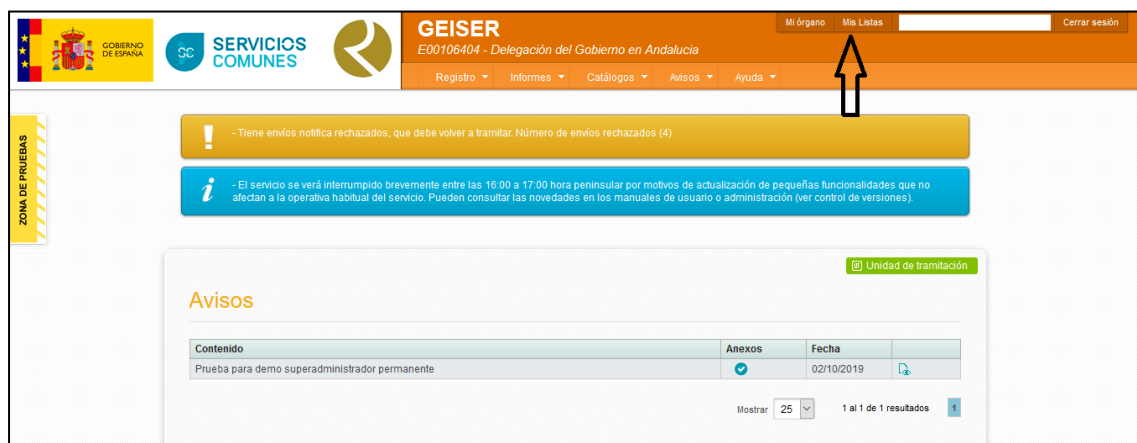 GOBIERNO
DE ESPAÑA
SC
SERVICIOS
COMUNES
GEISER
E00106404 - Delegación del Gobierno en Andalucia
Mi órgano Mis Listas Cerrar sesión
Registro Informes Catálogos Avisos Ayuda
ZONA DE PRUEBAS
- Tiene envíos notifica rechazados, que debe volver a tramitar. Número de envíos rechazados (4)
- El servicio se verá interrumpido brevemente entre las 16:00 a 17:00 hora peninsular por motivos de actualización de pequeñas funcionalidades que no
afectan a la operativa habitual del servicio. Pueden consultar las novedades en los manuales de usuario o administración (ver control de versiones).
Unidad de tramitación
Avisos
Contenido Anexos Fecha
Prueba para demo superadministrador permanente 02/10/2019
Mostrar 25 1 al 1 de 1 resultados 1